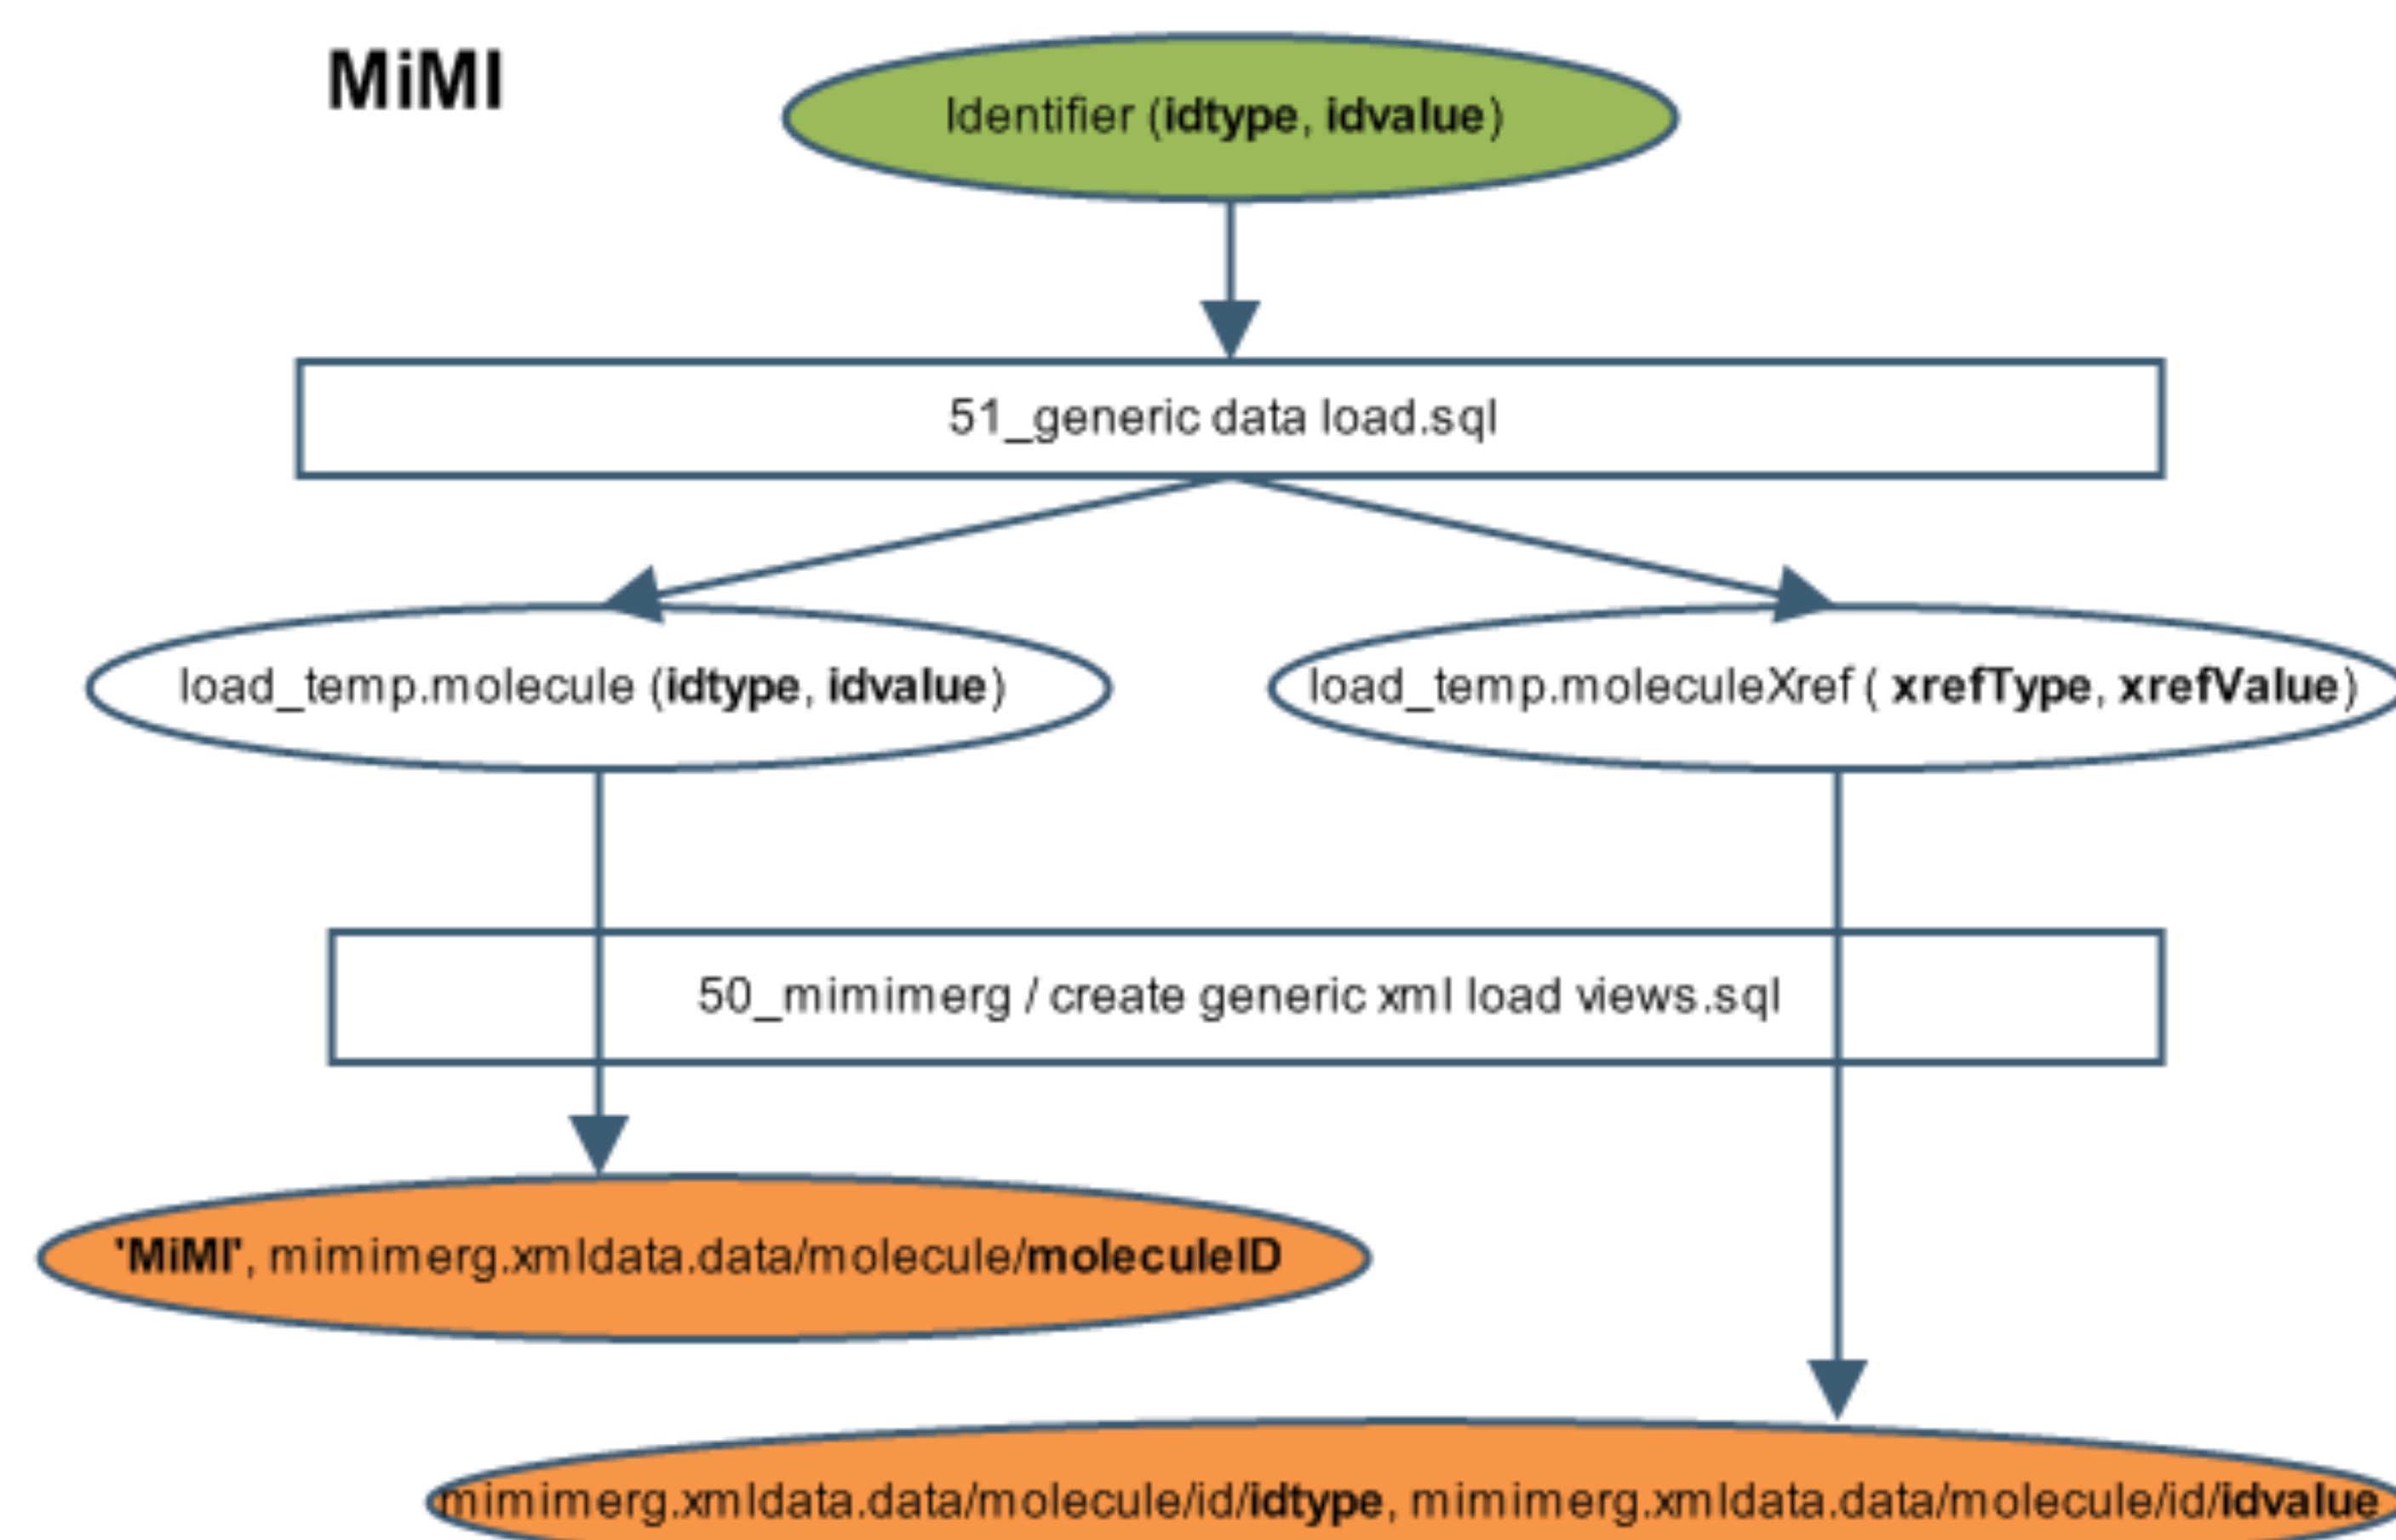 MiMI
Identifier (idtype, idvalue)
51_generic data load.sql
load_temp.molecule (idtype, idvalue)
load_temp.moleculeXref ( xrefType, xrefValue)
50_mimimerg / create generic xml load views.sql
'MiMI', mimimerg.xmldata.data/molecule/moleculeID
mimimerg.xmldata.data/molecule/id/idtype, mimimerg.xmldata.data/molecule/id/idvalue